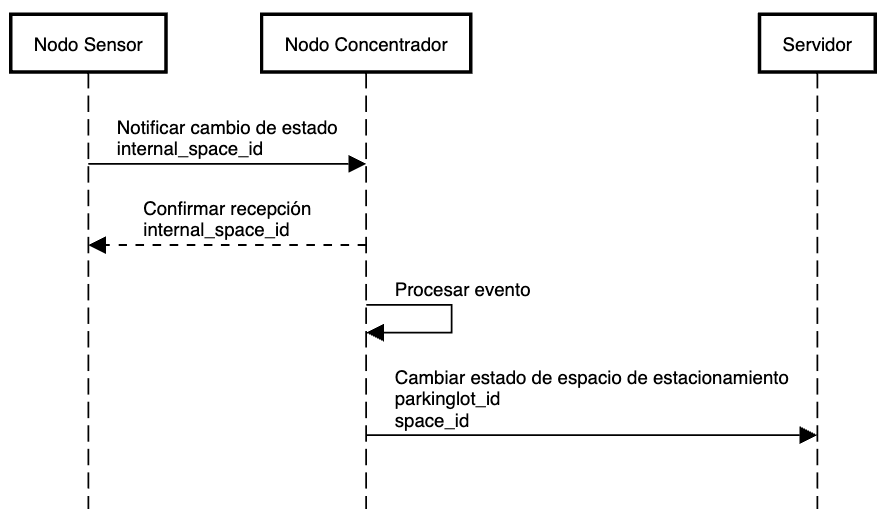 Nodo Sensor
Nodo Concentrador
Servidor
Notificar cambio de estado
internal_space_id
Confirmar recepción
internal_space_id
Procesar evento
Cambiar estado de espacio de estacionamiento
parkinglot_id
space_id